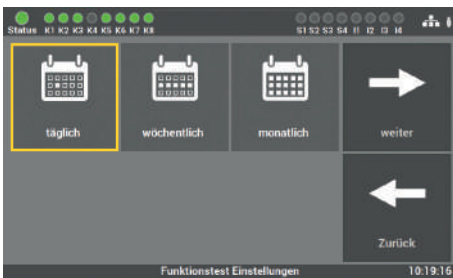 Status K1 K2 K3 K4 K5 K6 K7 K8 S1 S2 S3 S4 I1 I2 I3 I4
täglich wöchentlich monatlich weiter
Zurück
Funktionstest Einstellungen 10:19:16